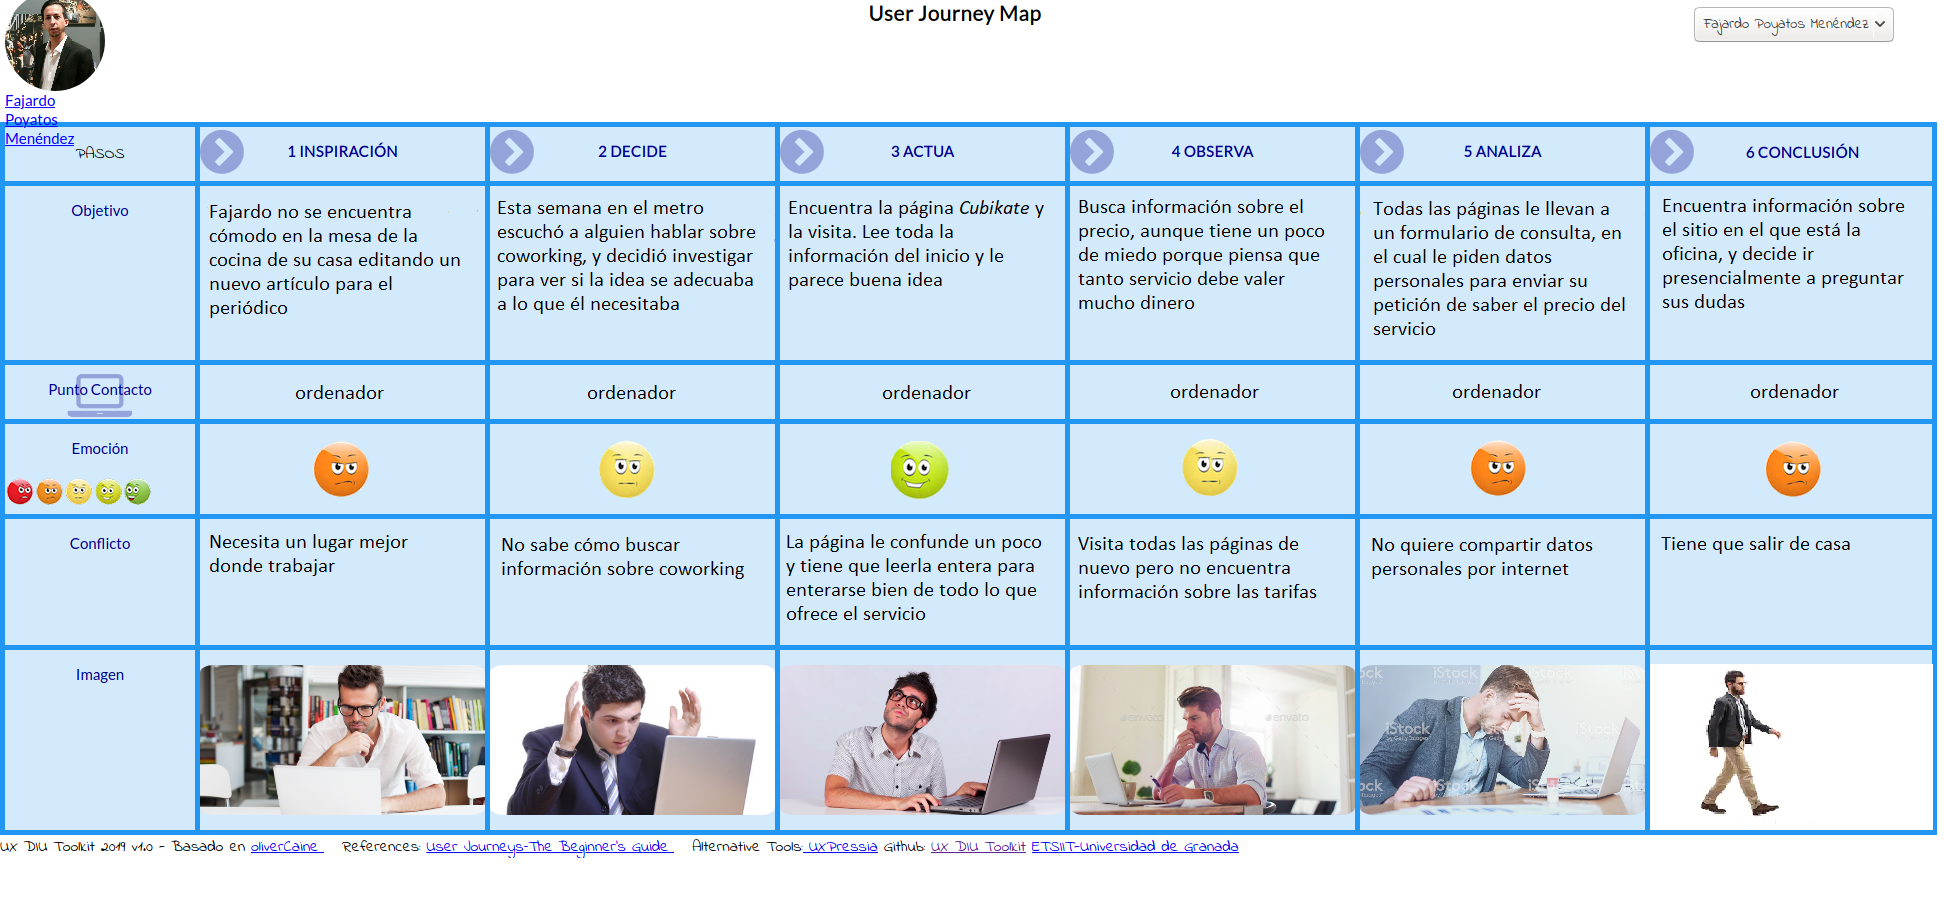 User Journey Map
Fajardo Poyatos Menéndez
Fajardo
Poyatos
Menéndez
PASOS
1 INSPIRACIÓN
2 DECIDE
3 ACTUA
4 OBSERVA
5 ANALIZA
6 CONCLUSIÓN
Objetivo
Fajardo no se encuentra
cómodo en la mesa de la
cocina de su casa editando un
nuevo artículo para el
periódico
Esta semana en el metro
escuchó a alguien hablar sobre
coworking, y decidió investigar
para ver si la idea se adecuaba
a lo que él necesitaba
Encuentra la página Cubikate y
la visita. Lee toda la
información del inicio y le
parece buena idea
Busca información sobre el
precio, aunque tiene un poco
de miedo porque piensa que
tanto servicio debe valer
mucho dinero
Todas las páginas le llevan a
un formulario de consulta, en
el cual le piden datos
personales para enviar su
petición de saber el precio del
servicio
Encuentra información sobre
el sitio en el que está la
oficina, y decide ir
presencialmente a preguntar
sus dudas
Punto Contacto
ordenador
ordenador
ordenador
ordenador
ordenador
ordenador
Emoción
Conflicto
Necesita un lugar mejor
donde trabajar
No sabe cómo buscar
información sobre coworking
La página le confunde un poco
y tiene que leerla entera para
enterarse bien de todo lo que
ofrece el servicio
Visita todas las páginas de
nuevo pero no encuentra
información sobre las tarifas
No quiere compartir datos
personales por internet
Tiene que salir de casa
Imagen
envato
envato
iStock
iStock
iStock
iStock
UX DIU Toolkit 2019 v1.0 - Basado en oliverCaine References: User Journeys-The Beginner's Guide Alternative Tools: UXPressia Github: UX DIU Toolkit ETSIIT-Universidad de Granada